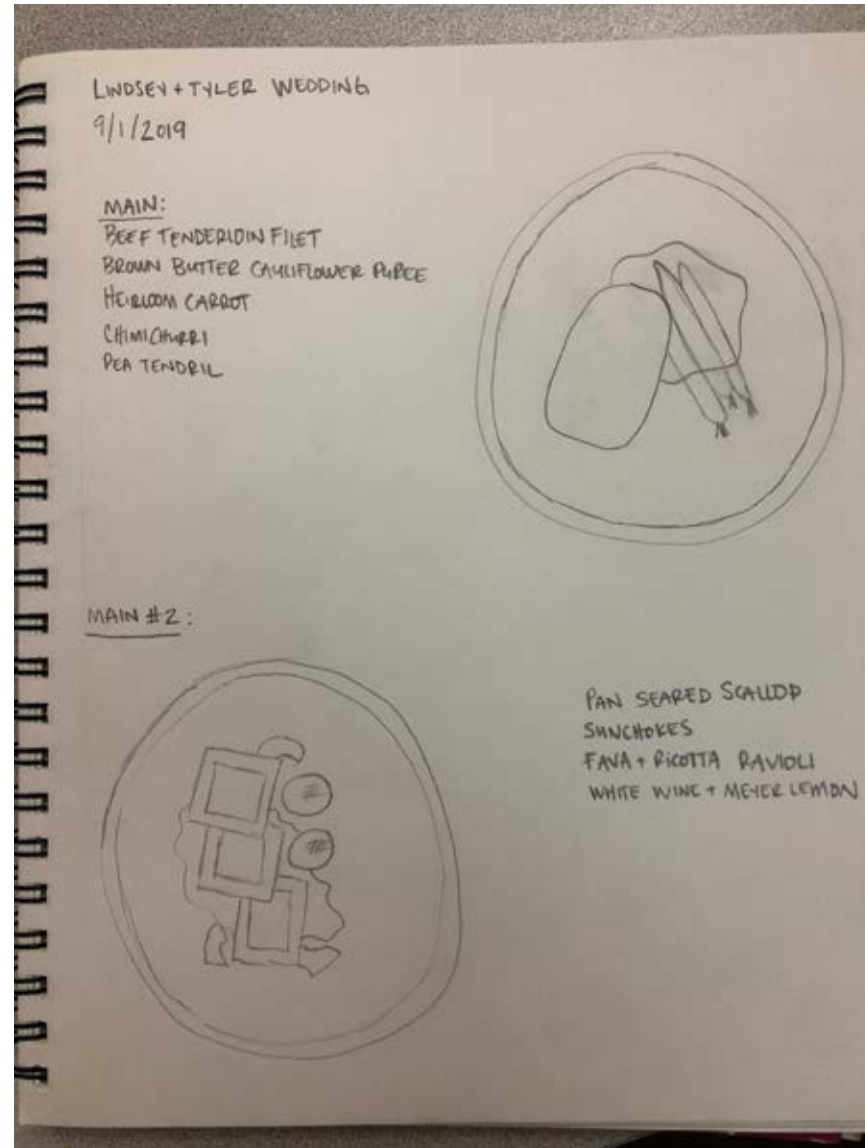 LINDSEY + TYLER WEDDING
9/1/2019
MAIN:
BEEF TENDERLOIN FILET
BROWN BUTTER CAULIFLOWER PUREE
HEIRLOOM CARROT
CHIMICHURRI
PEA TENDRIL
MAIN #2:
PAN SEARED SCALLOP
SUNCHOKES
FAVA + RICOTTA RAVIOLI
WHITE WINE + MEYER LEMON